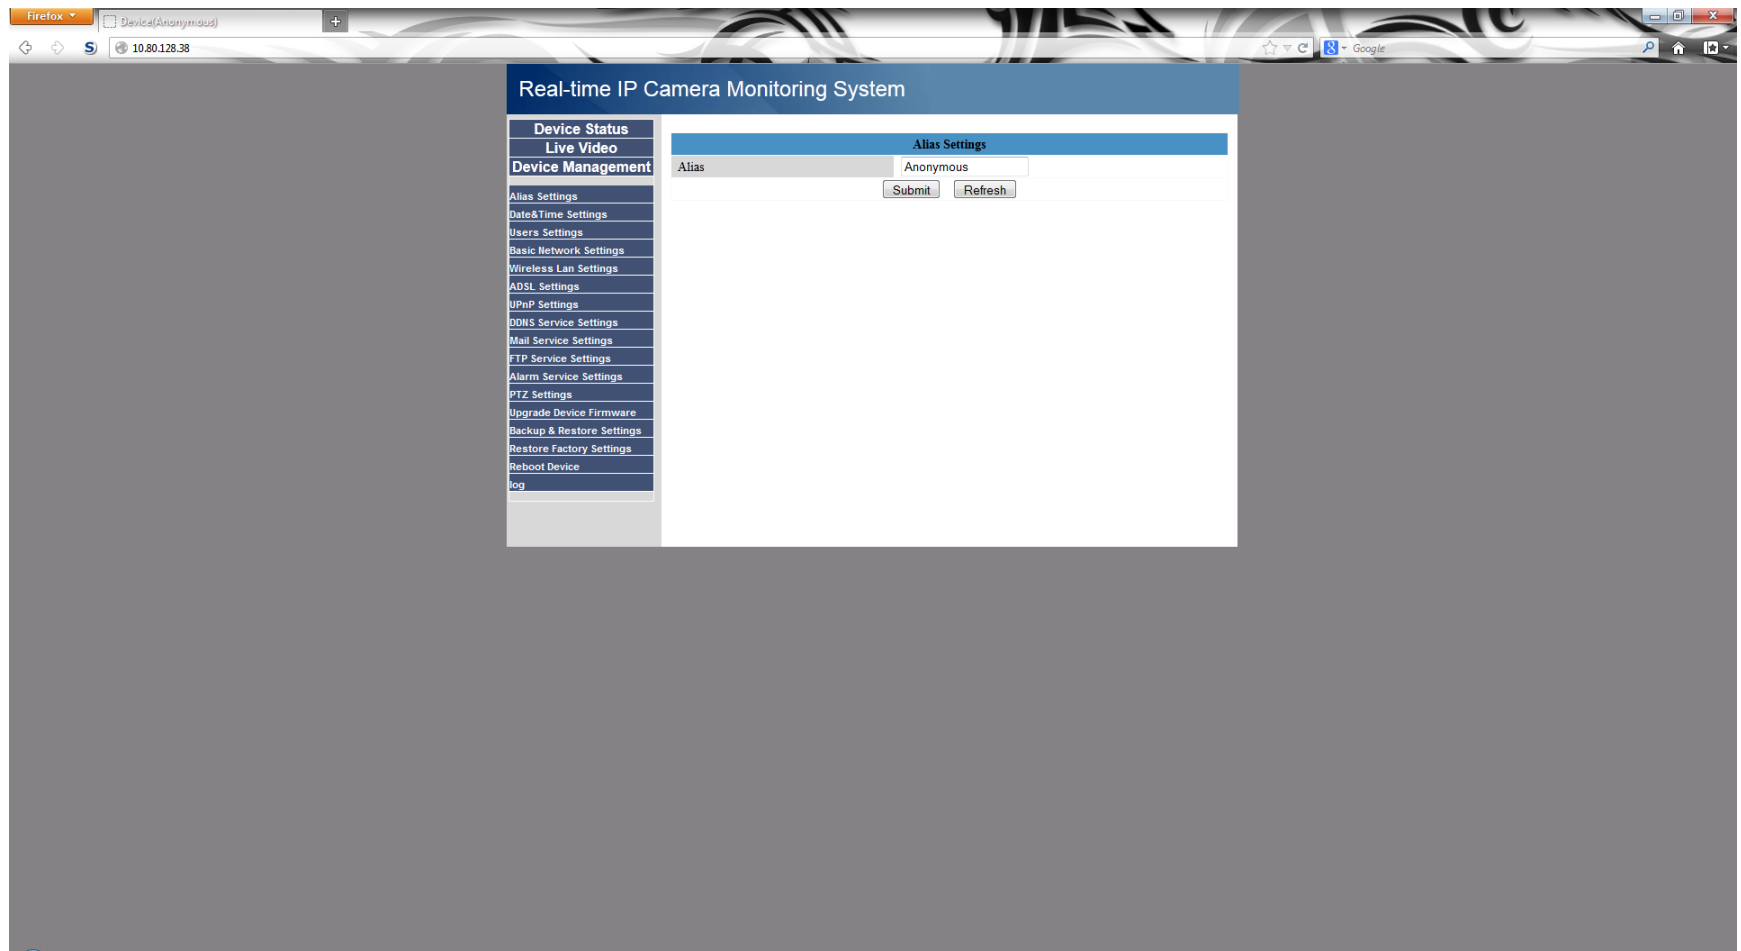 Firefox
Device(Anonymous)
10.80.128.38
Google
Real-time IP Camera Monitoring System
Device Status
Live Video
Device Management
Alias Settings
Date&Time Settings
Users Settings
Basic Network Settings
Wireless Lan Settings
ADSL Settings
UPnP Settings
DDNS Service Settings
Mail Service Settings
FTP Service Settings
Alarm Service Settings
PTZ Settings
Upgrade Device Firmware
Backup & Restore Settings
Restore Factory Settings
Reboot Device
log
Alias Settings
Alias Anonymous
Submit Refresh